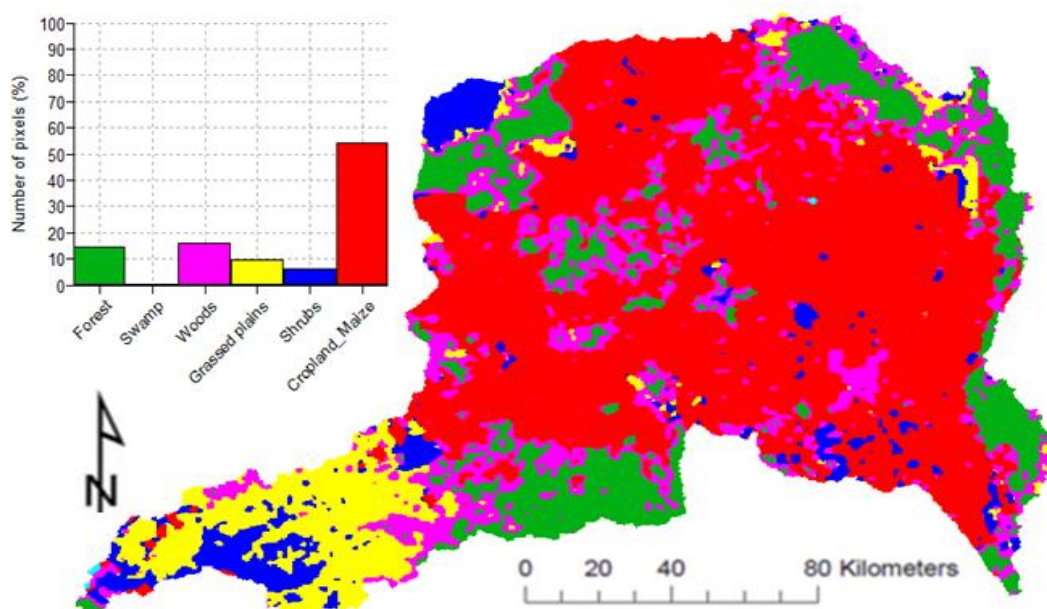 Number of pixels (%)
100
90
80
70
60
50
40
30
20
10
0
Forest
Swamp
Woods
Grassed plains
Shrubs
Cropland_Maize
N
0 20 40 80 Kilometers